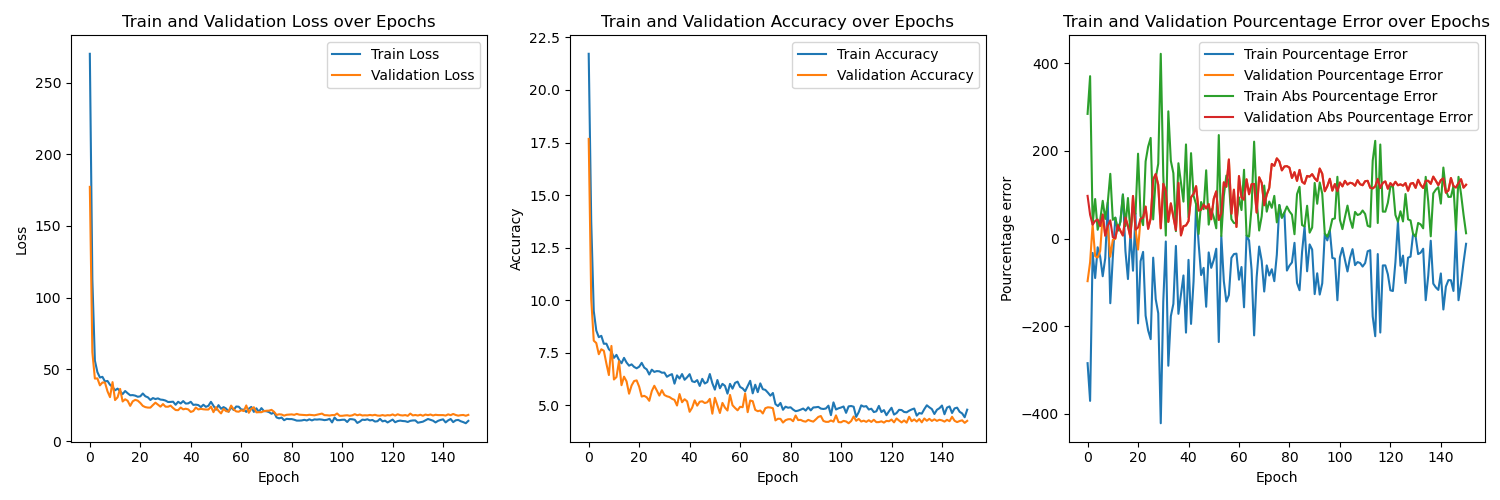 Train and Validation Loss over Epochs
Train Loss
Validation Loss
Loss
250
200
150
100
50
0
0 20 40 60 80 100 120 140
Epoch
Train and Validation Accuracy over Epochs
Train Accuracy
Validation Accuracy
Accuracy
22.5
20.0
17.5
15.0
12.5
10.0
7.5
5.0
0 20 40 60 80 100 120 140
Epoch
Train and Validation Pourcentage Error over Epochs
Train Pourcentage Error
Validation Pourcentage Error
Train Abs Pourcentage Error
Validation Abs Pourcentage Error
Pourcentage error
400
200
0
−200
−400
0 20 40 60 80 100 120 140
Epoch